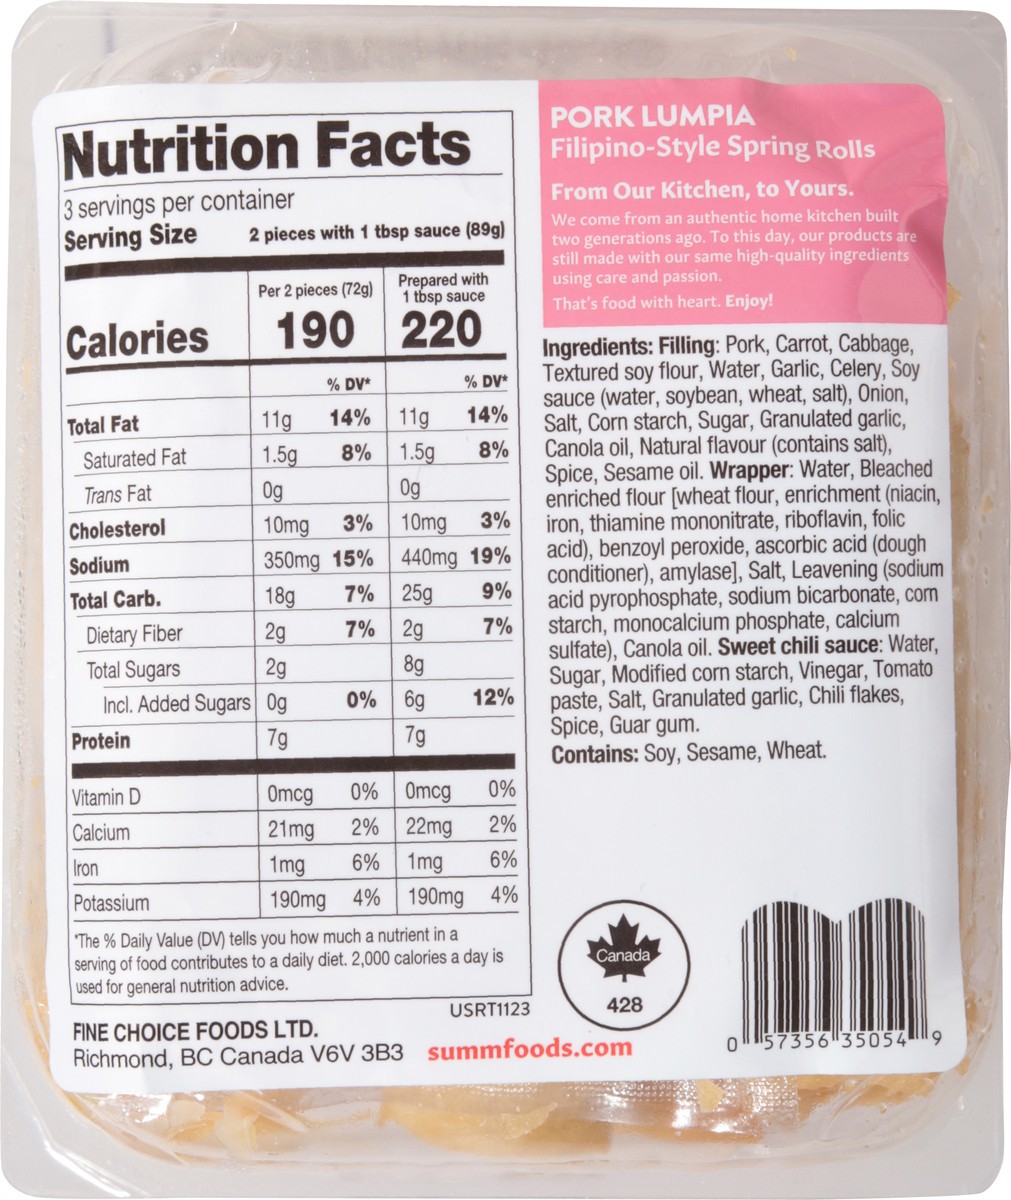 Nutrition Facts
3 servings per container
Serving Size 2 pieces with 1 tbsp sauce (89g)
Per 2 pieces (72g) Prepared with
1 tbsp sauce
Calories 190 220
% DV* % DV*
Total Fat 11g 14% 11g 14%
Saturated Fat 1.5g 8% 1.5g 8%
Trans Fat 0g 0g
Cholesterol 10mg 3% 10mg 3%
Sodium 350mg 15% 440mg 19%
Total Carb. 18g 7% 25g 9%
Dietary Fiber 2g 7% 2g 7%
Total Sugars 2g 8g
Incl. Added Sugars 0g 0% 6g 12%
Protein 7g 7g
Vitamin D 0mcg 0% 0mcg 0%
Calcium 21mg 2% 22mg 2%
Iron 1mg 6% 1mg 6%
Potassium 190mg 4% 190mg 4%
*The % Daily Value (DV) tells you how much a nutrient in a
serving of food contributes to a daily diet. 2,000 calories a day is
used for general nutrition advice.
USRT1123
FINE CHOICE FOODS LTD.
Richmond, BC Canada V6V 3B3
summfoods.com
PORK LUMPIA
Filipino-Style Spring Rolls
From Our Kitchen, to Yours.
We come from an authentic home kitchen built
two generations ago. To this day, our products are
still made with our same high-quality ingredients
using care and passion.
That's food with heart. Enjoy!
Ingredients: Filling: Pork, Carrot, Cabbage,
Textured soy flour, Water, Garlic, Celery, Soy
sauce (water, soybean, wheat, salt), Onion,
Salt, Corn starch, Sugar, Granulated garlic,
Canola oil, Natural flavour (contains salt),
Spice, Sesame oil. Wrapper: Water, Bleached
enriched flour [wheat flour, enrichment (niacin,
iron, thiamine mononitrate, riboflavin, folic
acid), benzoyl peroxide, ascorbic acid (dough
conditioner), amylase], Salt, Leavening (sodium
acid pyrophosphate, sodium bicarbonate, corn
starch, monocalcium phosphate, calcium
sulfate), Canola oil. Sweet chili sauce: Water,
Sugar, Modified corn starch, Vinegar, Tomato
paste, Salt, Granulated garlic, Chili flakes,
Spice, Guar gum.
Contains: Soy, Sesame, Wheat.
Canada
428
0 57356 35054 9